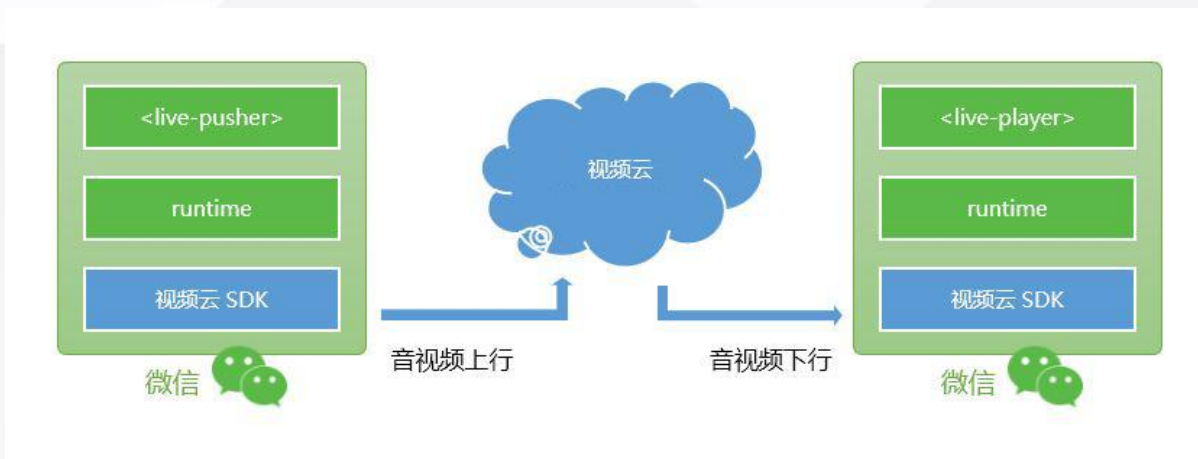 <live-pusher>
runtime
视频云 SDK
微信
音视频上行
视频云
音视频下行
<live-player>
runtime
视频云 SDK
微信